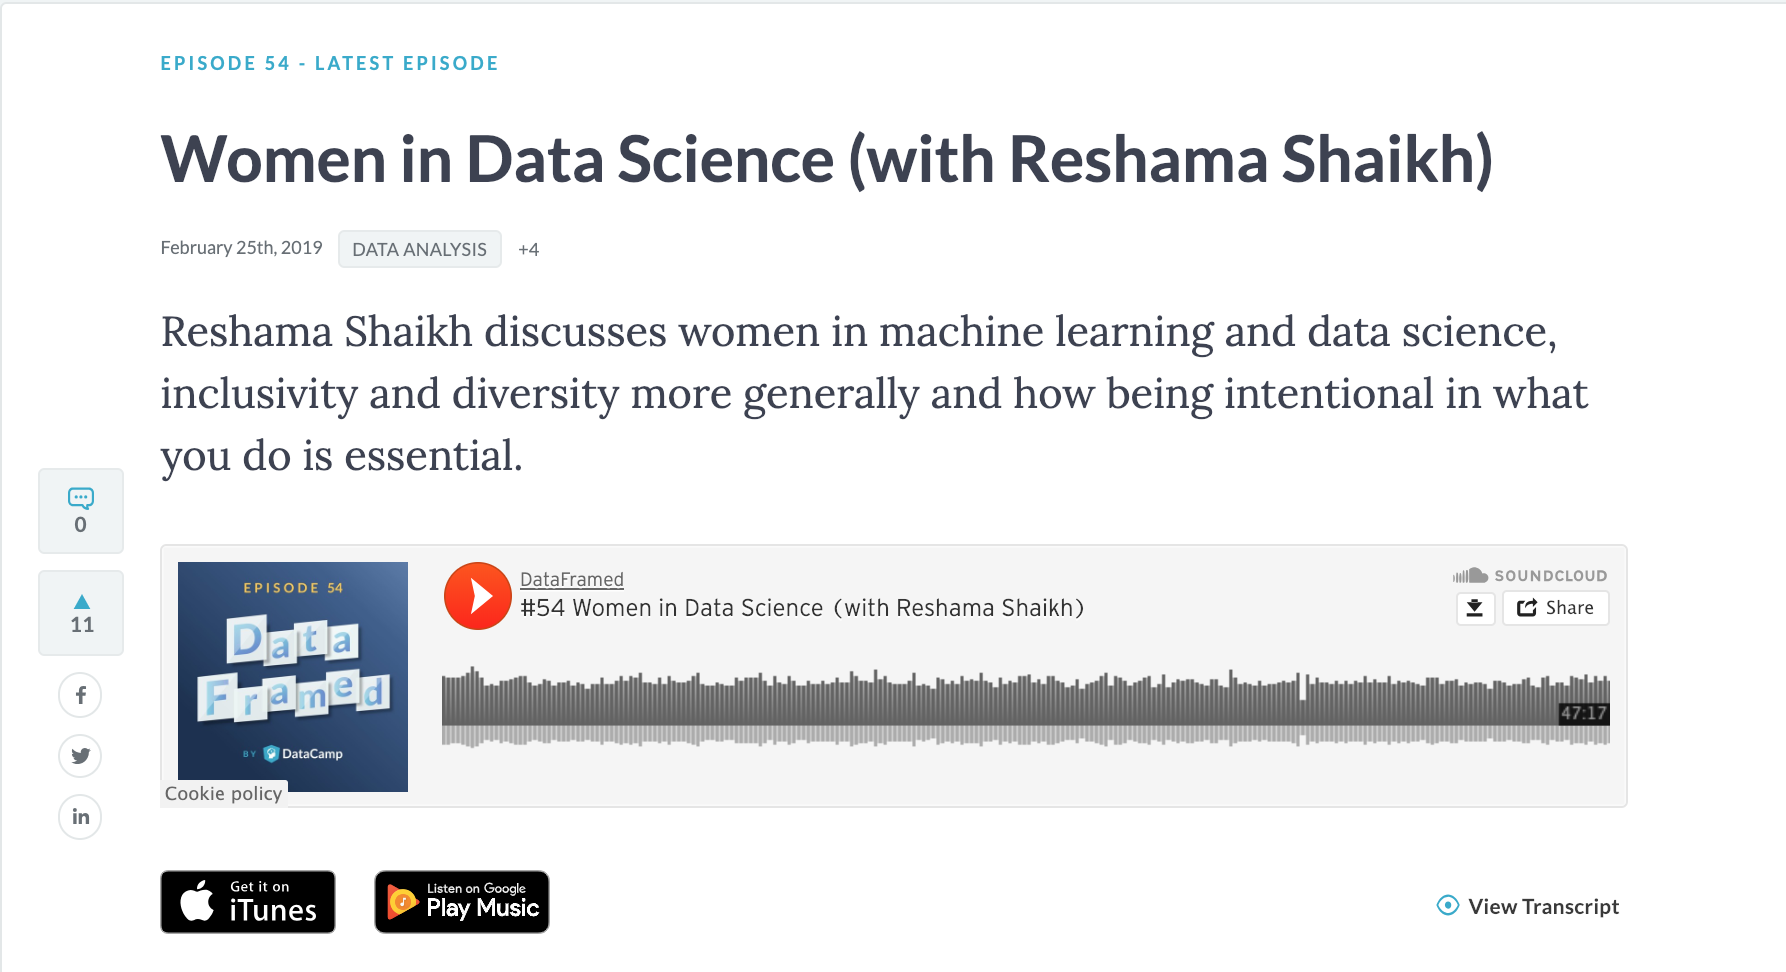 EPISODE 54 - LATEST EPISODE
Women in Data Science (with Reshama Shaikh)
February 25th, 2019 DATA ANALYSIS +4
Reshama Shaikh discusses women in machine learning and data science,
inclusivity and diversity more generally and how being intentional in what
you do is essential.
0
11
f
in
EPISODE 54
Data
Framed
BY DataCamp
Cookie policy
DataFramed
#54 Women in Data Science (with Reshama Shaikh)
SOUNDCLOUD
Share
47:17
Get it on
iTunes
Listen on Google
Play Music
View Transcript